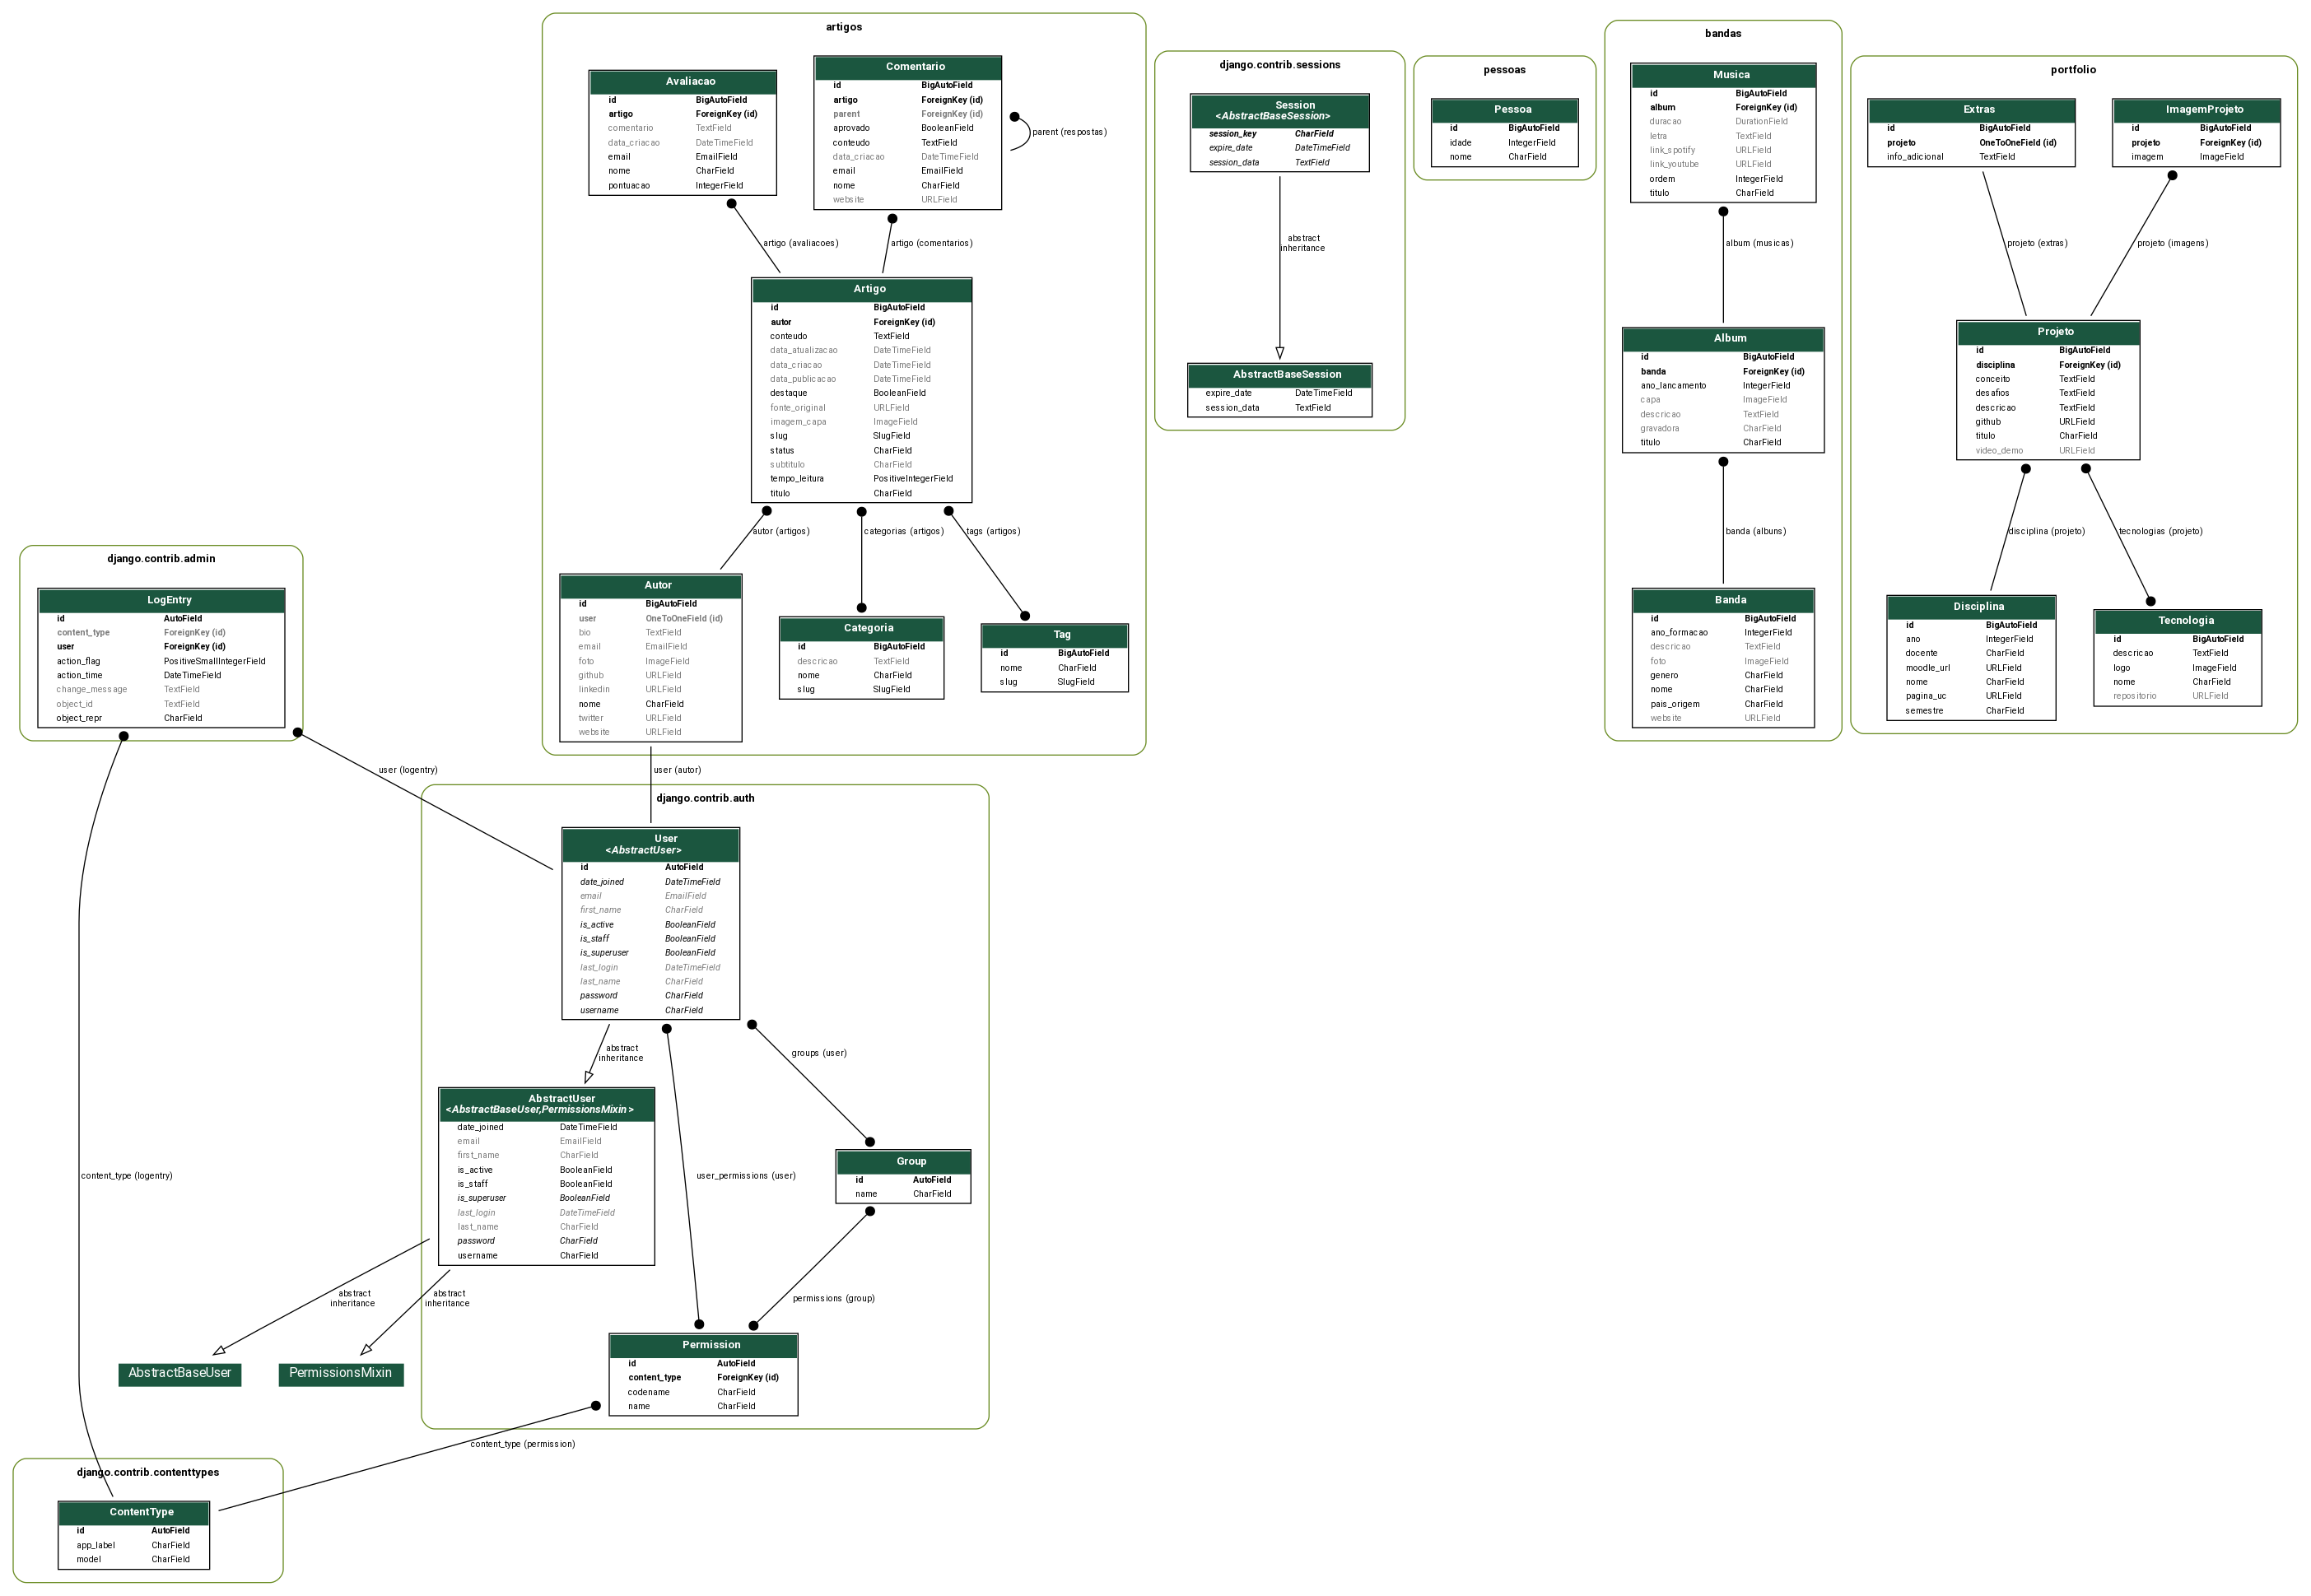 artigos
Avaliacao
id BigAutoField
artigo ForeignKey (id)
comentario TextField
data_criacao DateTimeField
email EmailField
nome CharField
pontuacao IntegerField
Comentario
id BigAutoField
artigo ForeignKey (id)
parent ForeignKey (id)
aprovado BooleanField
conteudo TextField
data_criacao DateTimeField
email EmailField
nome CharField
website URLField
parent (respostas)
artigo (avaliacoes)
artigo (comentarios)
Artigo
id BigAutoField
autor ForeignKey (id)
conteudo TextField
data_atualizacao DateTimeField
data_criacao DateTimeField
data_publicacao DateTimeField
destaque BooleanField
fonte_original URLField
imagem_capa ImageField
slug SlugField
status CharField
subtitulo CharField
tempo_leitura PositiveIntegerField
titulo CharField
autor (artigos)
categorias (artigos)
tags (artigos)
Autor
id BigAutoField
user OneToOneField (id)
bio TextField
email EmailField
foto ImageField
github URLField
linkedin URLField
nome CharField
twitter URLField
website URLField
Categoria
id BigAutoField
descricao TextField
nome CharField
slug SlugField
Tag
id BigAutoField
nome CharField
slug SlugField
django.contrib.sessions
Session
<AbstractBaseSession>
session_key CharField
expire_date DateTimeField
session_data TextField
abstract
inheritance
AbstractBaseSession
expire_date DateTimeField
session_data TextField
pessoas
Pessoa
id BigAutoField
idade IntegerField
nome CharField
bandas
Musica
id BigAutoField
album ForeignKey (id)
duracao DurationField
letra TextField
link_spotify URLField
link_youtube URLField
ordem IntegerField
titulo CharField
album (musicas)
Album
id BigAutoField
banda ForeignKey (id)
ano_lancamento IntegerField
capa ImageField
descricao TextField
gravadora CharField
titulo CharField
banda (albuns)
Banda
id BigAutoField
ano_formacao IntegerField
descricao TextField
foto ImageField
genero CharField
nome CharField
pais_origem CharField
website URLField
portfolio
Extras
id BigAutoField
projeto OneToOneField (id)
info_adicional TextField
ImagemProjeto
id BigAutoField
projeto ForeignKey (id)
imagem ImageField
projeto (extras)
projeto (imagens)
Projeto
id BigAutoField
disciplina ForeignKey (id)
conceito TextField
desafios TextField
descricao TextField
github URLField
titulo CharField
video_demo URLField
disciplina (projeto)
tecnologias (projeto)
Disciplina
id BigAutoField
ano IntegerField
docente CharField
moodle_url URLField
nome CharField
pagina_uc URLField
semestre CharField
Tecnologia
id BigAutoField
descricao TextField
logo ImageField
nome CharField
repositorio URLField
django.contrib.admin
LogEntry
id AutoField
content_type ForeignKey (id)
user ForeignKey (id)
action_flag PositiveSmallIntegerField
action_time DateTimeField
change_message TextField
object_id TextField
object_repr CharField
user (logentry)
user (autor)
django.contrib.auth
User
<AbstractUser>
id AutoField
date_joined DateTimeField
email EmailField
first_name CharField
is_active BooleanField
is_staff BooleanField
is_superuser BooleanField
last_login DateTimeField
last_name CharField
password CharField
username CharField
abstract
inheritance
groups (user)
AbstractUser
<AbstractBaseUser,PermissionsMixin>
date_joined DateTimeField
email EmailField
first_name CharField
is_active BooleanField
is_staff BooleanField
is_superuser BooleanField
last_login DateTimeField
last_name CharField
password CharField
username CharField
content_type (logentry)
user_permissions (user)
Group
id AutoField
name CharField
abstract
inheritance
abstract
inheritance
permissions (group)
AbstractBaseUser
PermissionsMixin
Permission
id AutoField
content_type ForeignKey (id)
codename CharField
name CharField
content_type (permission)
django.contrib.contenttypes
ContentType
id AutoField
app_label CharField
model CharField